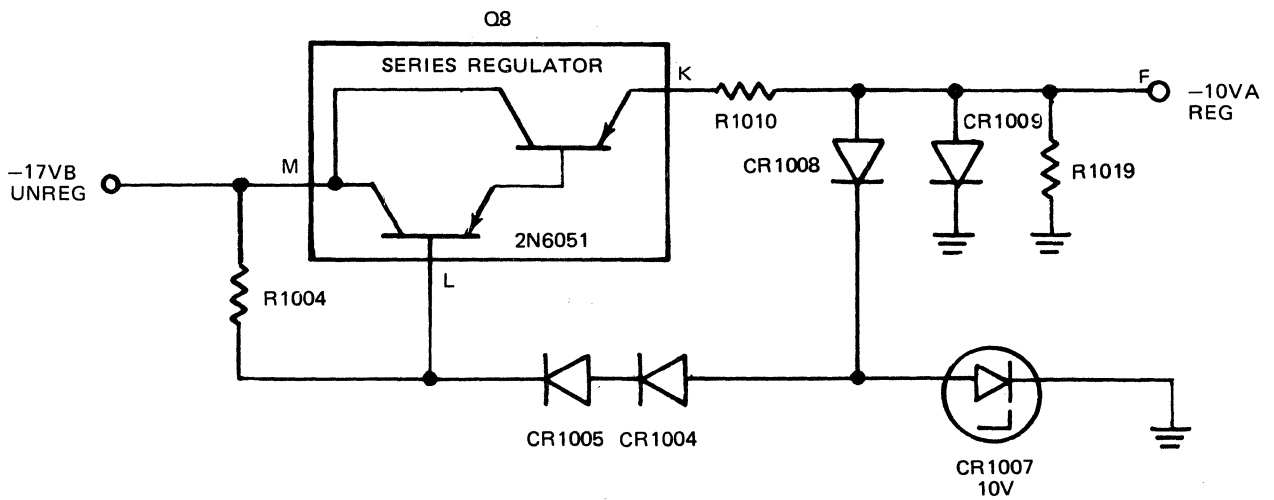 Q8
SERIES REGULATOR
K
F
–10VA
REG
R1010
CR1009
CR1008
R1019
M
–17VB
UNREG
2N6051
L
R1004
CR1005
CR1004
CR1007
10V